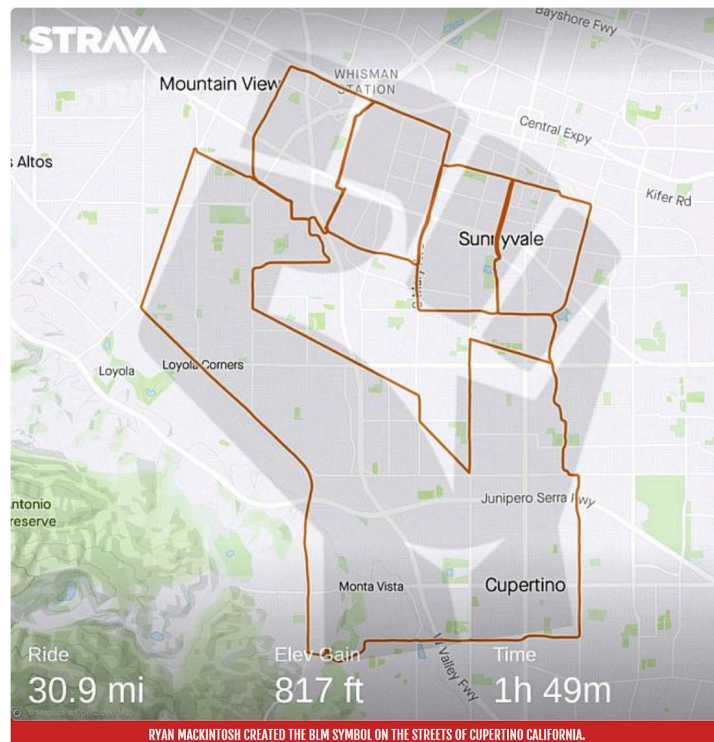 STRAVA
Bayshore Fwy
Mountain View
WHISMAN
STATION
Central Expy
s Altos
Kifer Rd
Sunnyvale
Loyola
Loyola Corners
Junipero Serra Fwy
ntonio
reserve
Monta Vista
Cupertino
Valley Fwy
Ride
Elev Gain
Time
30.9 mi
817 ft
1h 49m
RYAN MACKINTOSH CREATED THE BLM SYMBOL ON THE STREETS OF CUPERTINO CALIFORNIA.